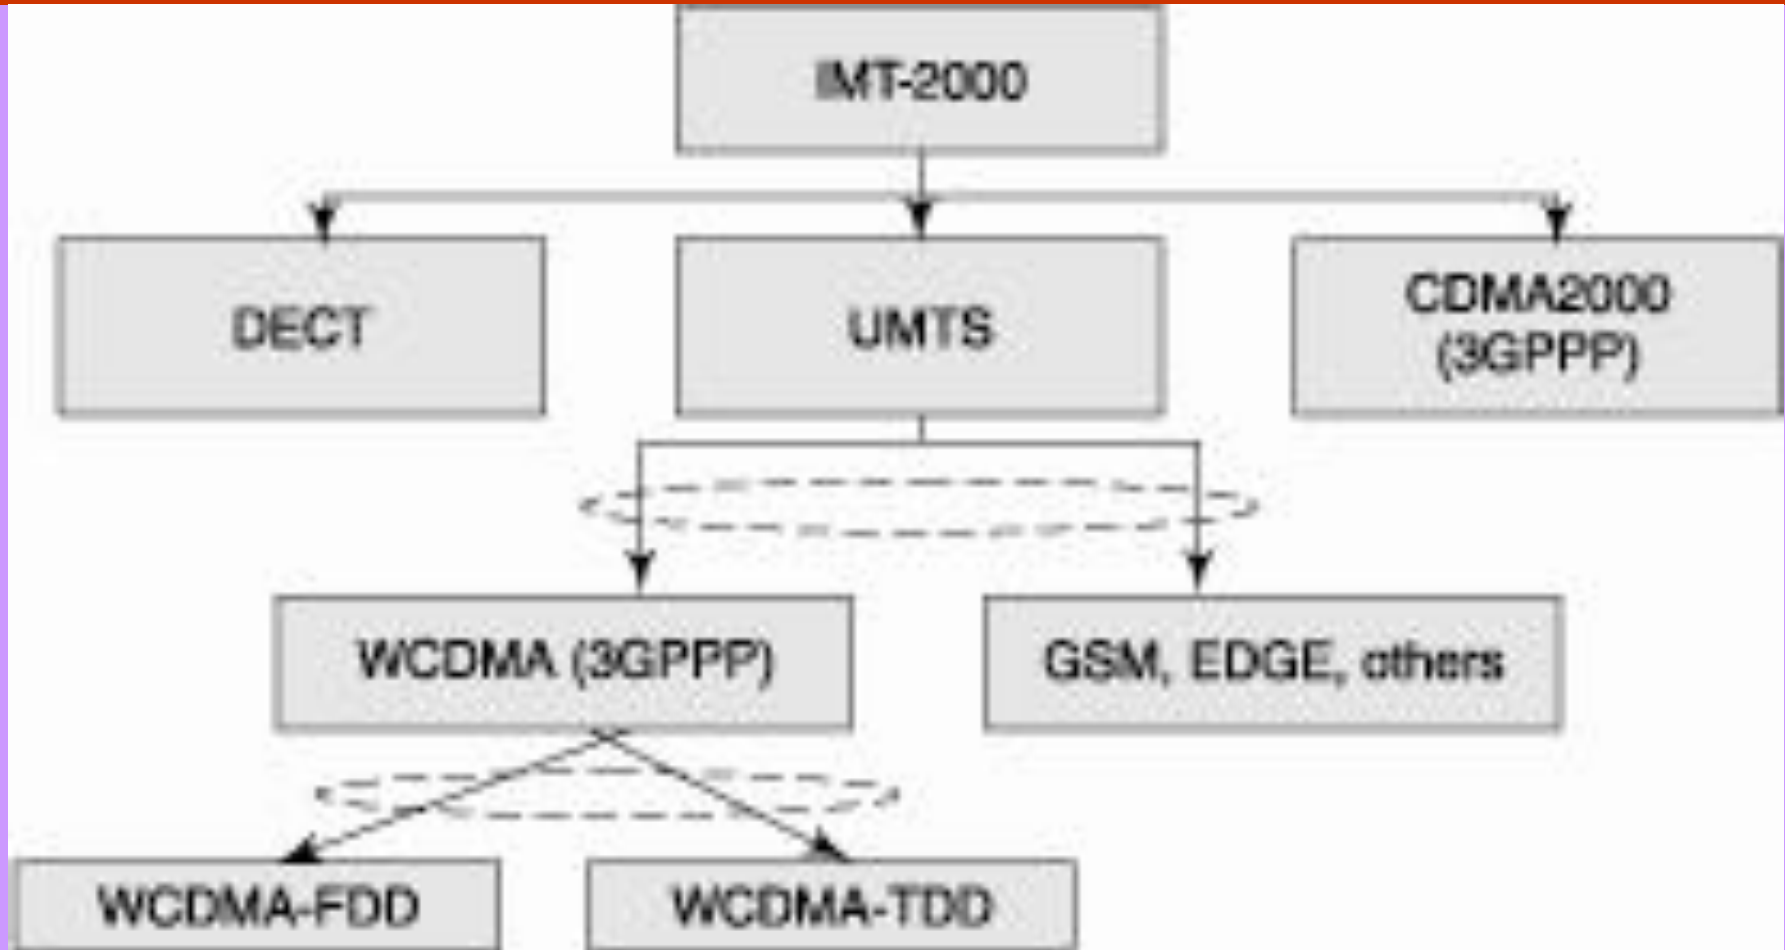 IMT-2000
DECT
UMTS
CDMA2000
(3GPPP)
WCDMA (3GPPP)
GSM, EDGE, others
WCDMA-FDD
WCDMA-TDD